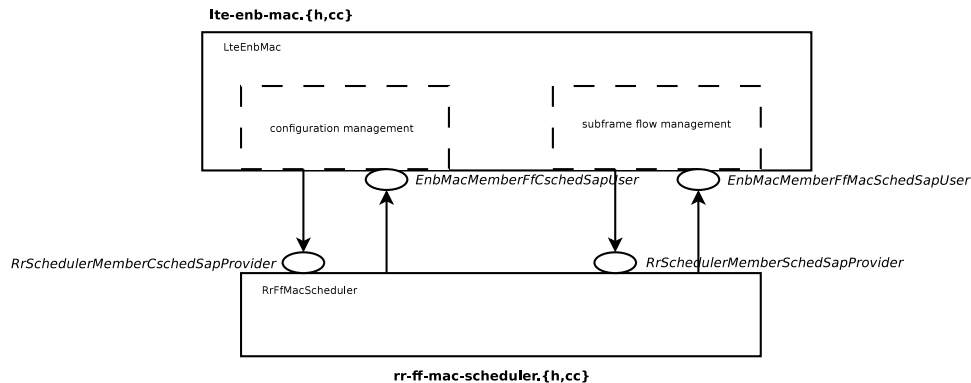 lte-enb-mac.{h,cc}
LteEnbMac
configuration management
subframe flow management
EnbMacMemberFfCschedSapUser
EnbMacMemberFfMacSchedSapUser
RrSchedulerMemberCschedSapProvider
RrSchedulerMemberSchedSapProvider
RrFfMacScheduler
rr-ff-mac-scheduler.{h,cc}